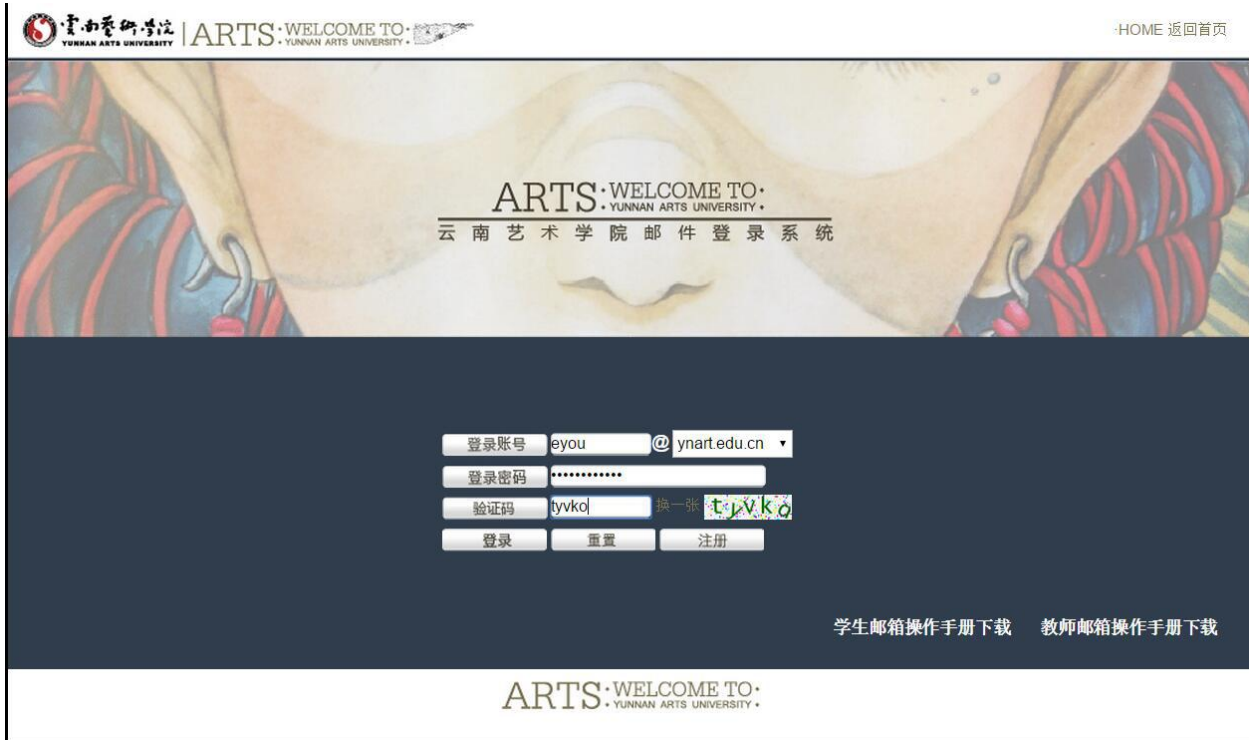 雲南藝術學院 ARTS:WELCOME TO:
YUNNAN ARTS UNIVERSITY YUNNAN ARTS UNIVERSITY
·HOME 返回首页
ARTS:WELCOME TO:
YUNNAN ARTS UNIVERSITY
云南艺术学院邮件登录系统
登录账号 eyou @ ynart.edu.cn
登录密码 ••••••••••••
验证码 tyvko 换一张 tyvko
登录 重置 注册
学生邮箱操作手册下载 教师邮箱操作手册下载
ARTS:WELCOME TO:
YUNNAN ARTS UNIVERSITY